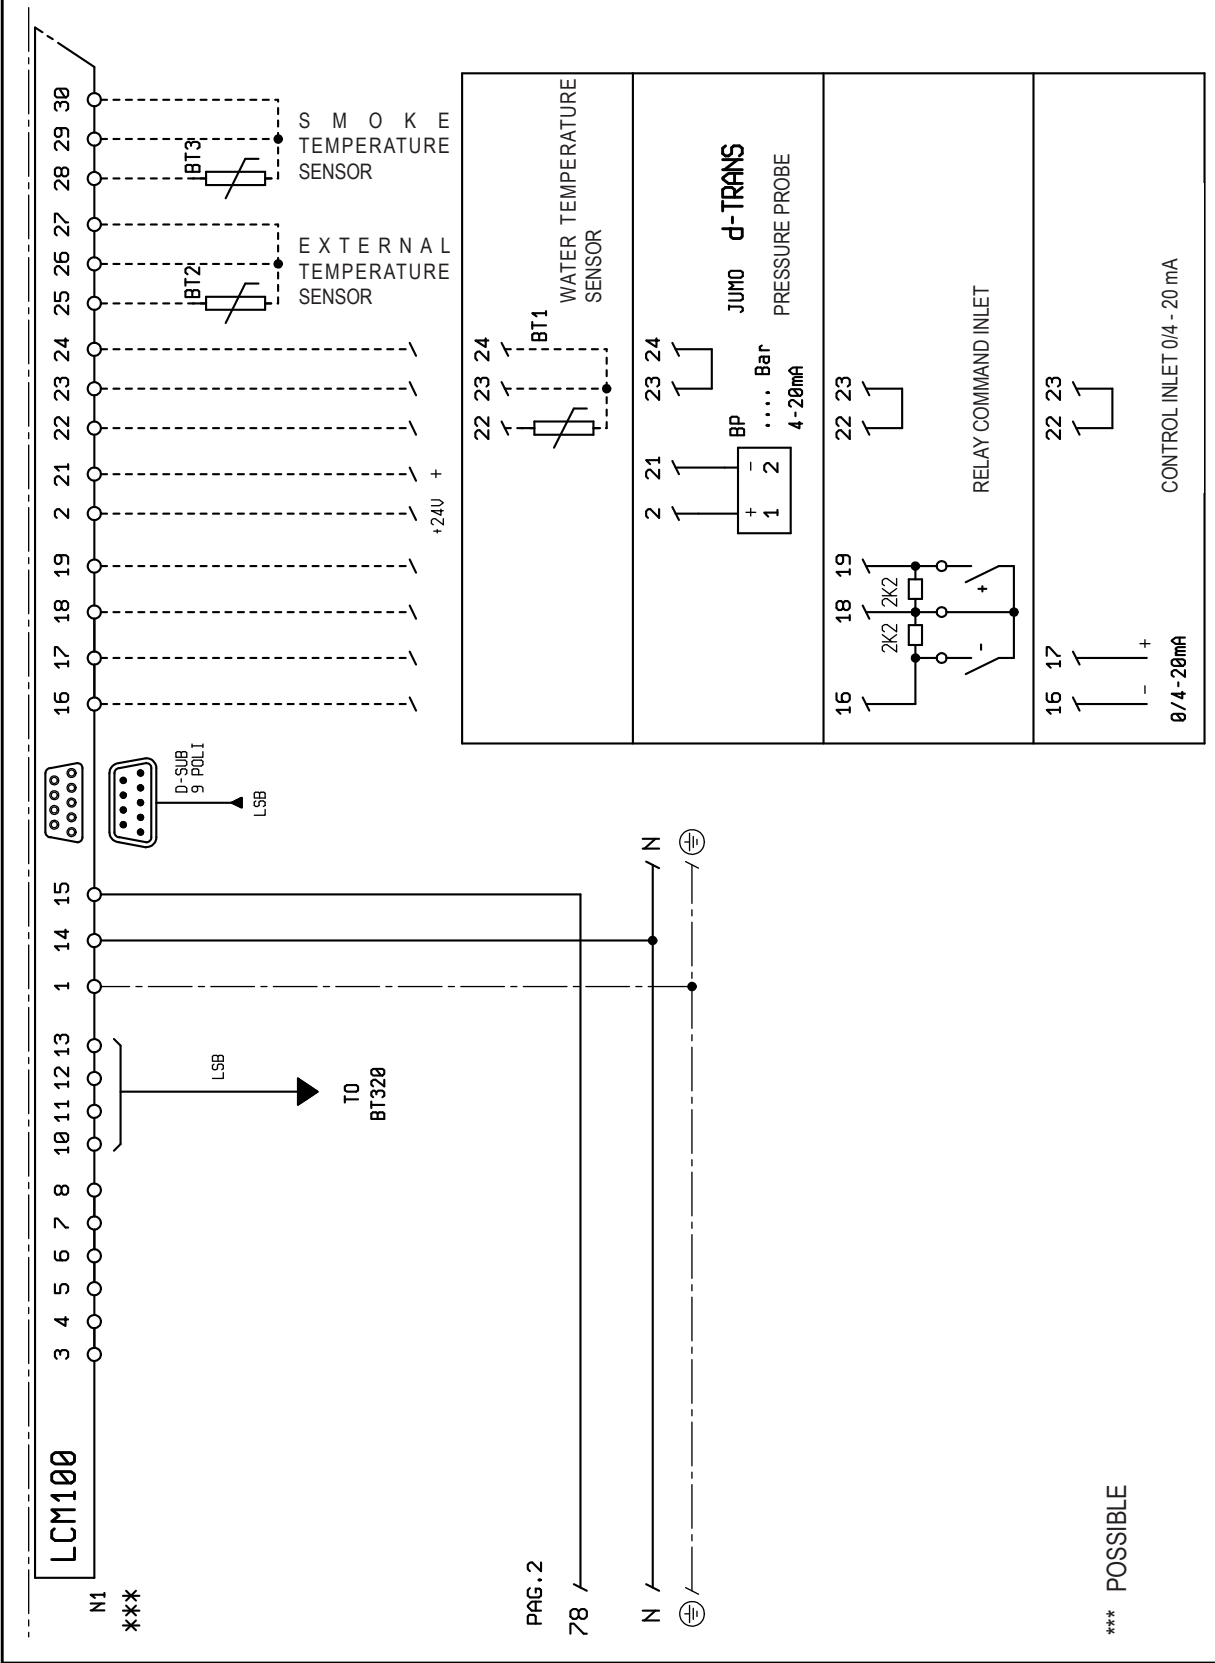 LCM100
N1
***
3 4 5 6 7 8 10 11 12 13 1 14 15 16 17 18 19 2 21 22 23 24 25 26 27 28 29 30
LSB
TO
BT320
D-SUB
9 POLI
LSB
+24V +
BT2
EXTERNAL
TEMPERATURE
SENSOR
BT3
SMOKE
TEMPERATURE
SENSOR
PAG.2
78
N
N
22 23 24
BT1
WATER TEMPERATURE
SENSOR
2 21 23 24
+ -
1 2
BP
.... Bar
4-20mA
JUMO d-TRANS
PRESSURE PROBE
16 18 19 22 23
2K2 2K2
- +
RELAY COMMAND INLET
16 17 22 23
- +
0/4-20mA
CONTROL INLET 0/4 - 20 mA
*** POSSIBLE